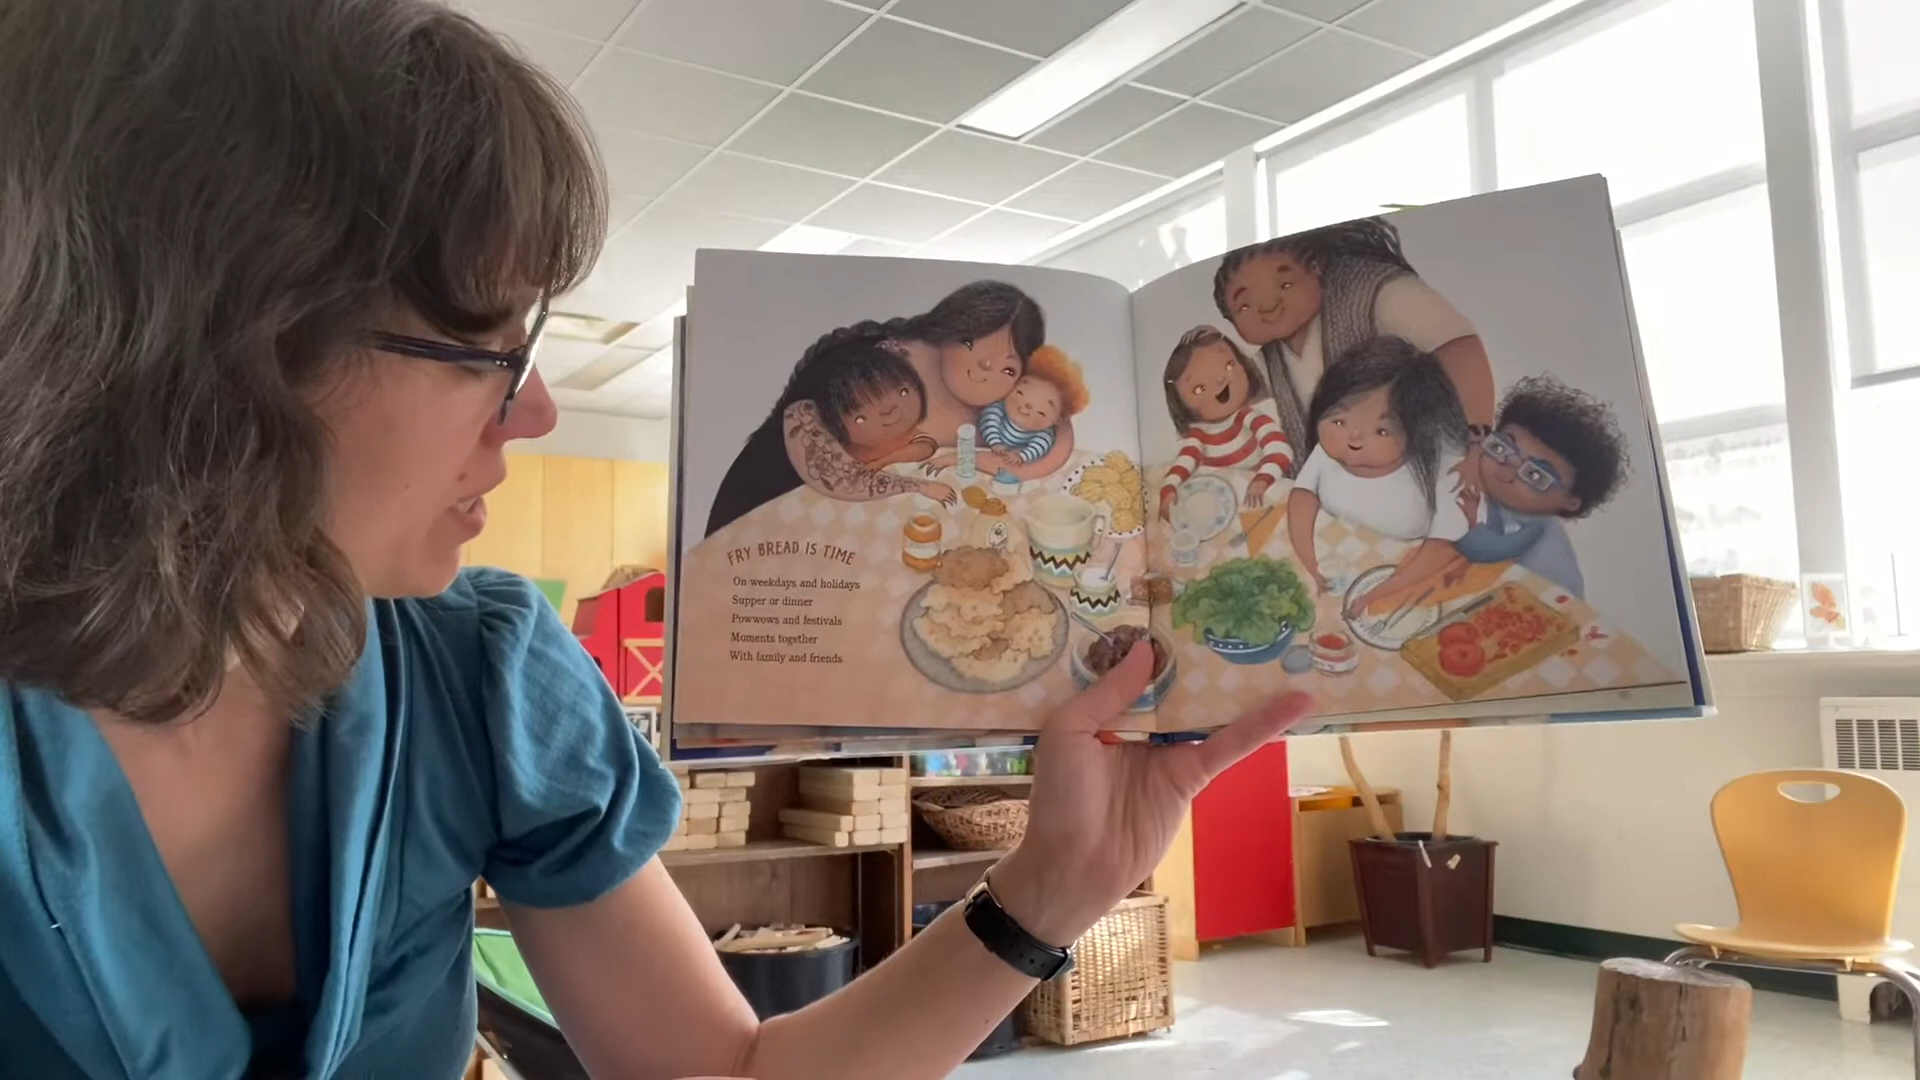 FRY BREAD IS TIME
On weekdays and holidays
Supper or dinner
Powwows and festivals
Moments together
With family and friends